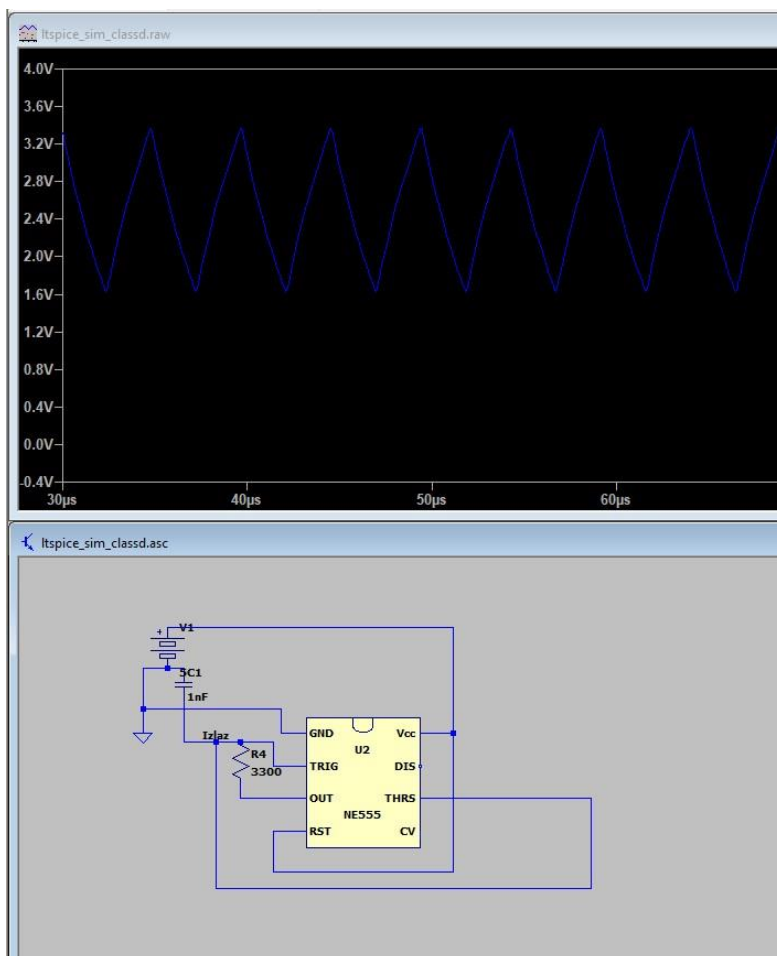 ltspice_sim_classd.raw
4.0V
3.6V
3.2V
2.8V
2.4V
2.0V
1.6V
1.2V
0.8V
0.4V
0.0V
-0.4V
30µs 40µs 50µs 60µs
ltspice_sim_classd.asc
+ V1
5 C1
1nF
Izlaz
R4
3300
GND Vcc
U2
TRIG DIS
OUT THRS
NE555
RST CV